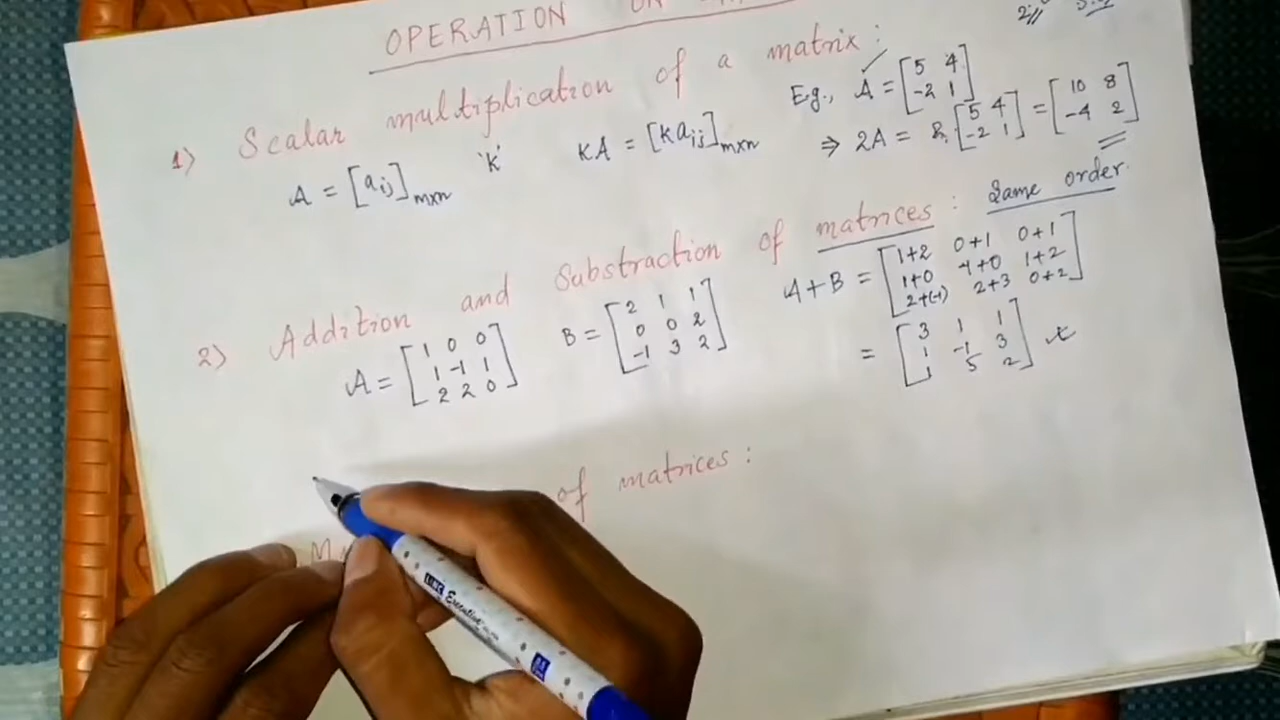 OPERATION
1) Scalar multiplication of a matrix :
A = [aij]m×n 'K' KA = [kaij]m×n
Eg., A = [5 4
-2 1]
⇒ 2A = 2. [5 4
-2 1] = [10 8
-4 2]
2) Addition and Substraction of matrices : Same order.
A = [1 0 0
1 -1 1
2 2 0]
B = [2 1 1
0 0 2
-1 3 2]
A+B = [1+2 0+1 0+1
1+0 -1+0 1+2
2+(-1) 2+3 0+2]
= [3 1 1
1 -1 3
1 5 2]
of matrices :
LINC Executive